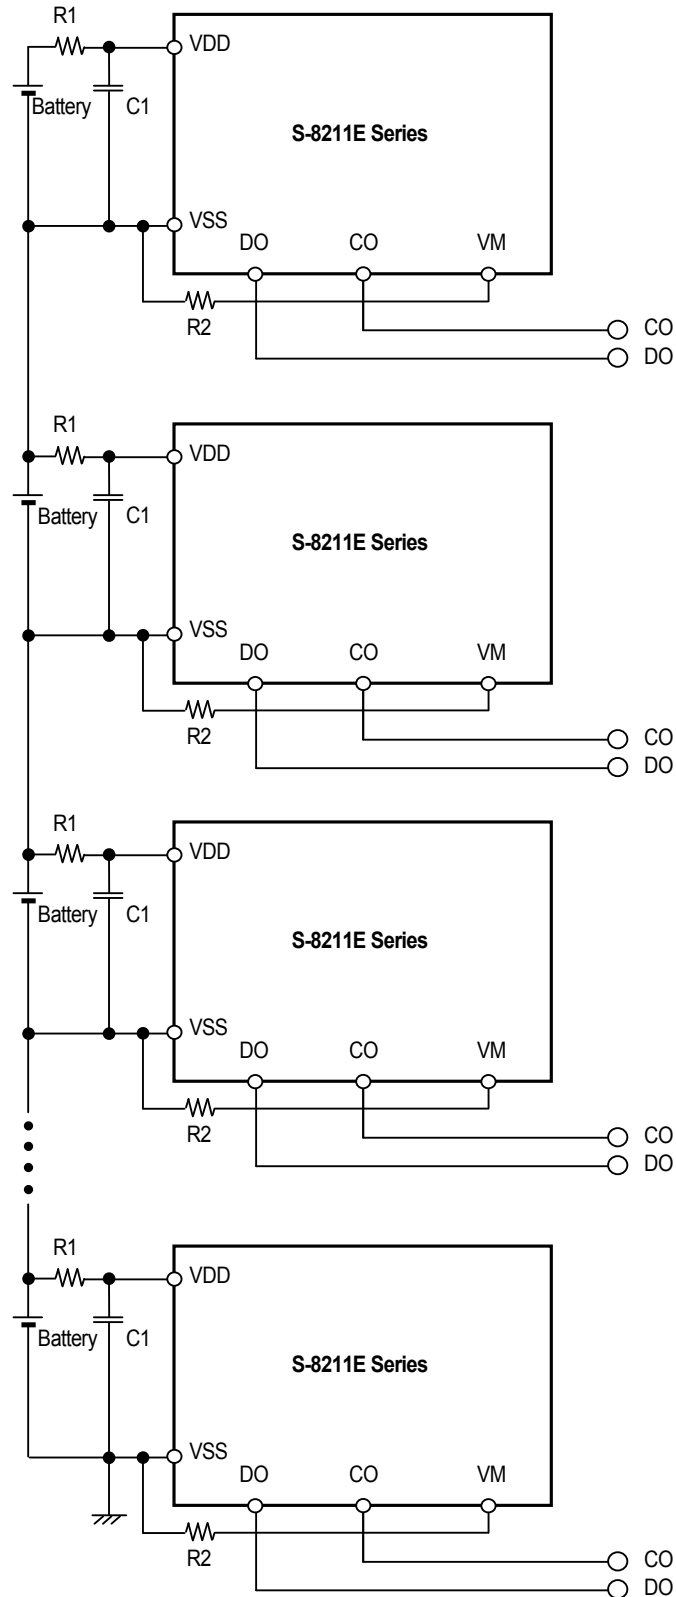 R1
VDD
Battery
C1
S-8211E Series
VSS
DO
CO
VM
R2
CO
DO
R1
VDD
Battery
C1
S-8211E Series
VSS
DO
CO
VM
R2
CO
DO
R1
VDD
Battery
C1
S-8211E Series
VSS
DO
CO
VM
R2
CO
DO
R1
VDD
Battery
C1
S-8211E Series
VSS
DO
CO
VM
R2
CO
DO